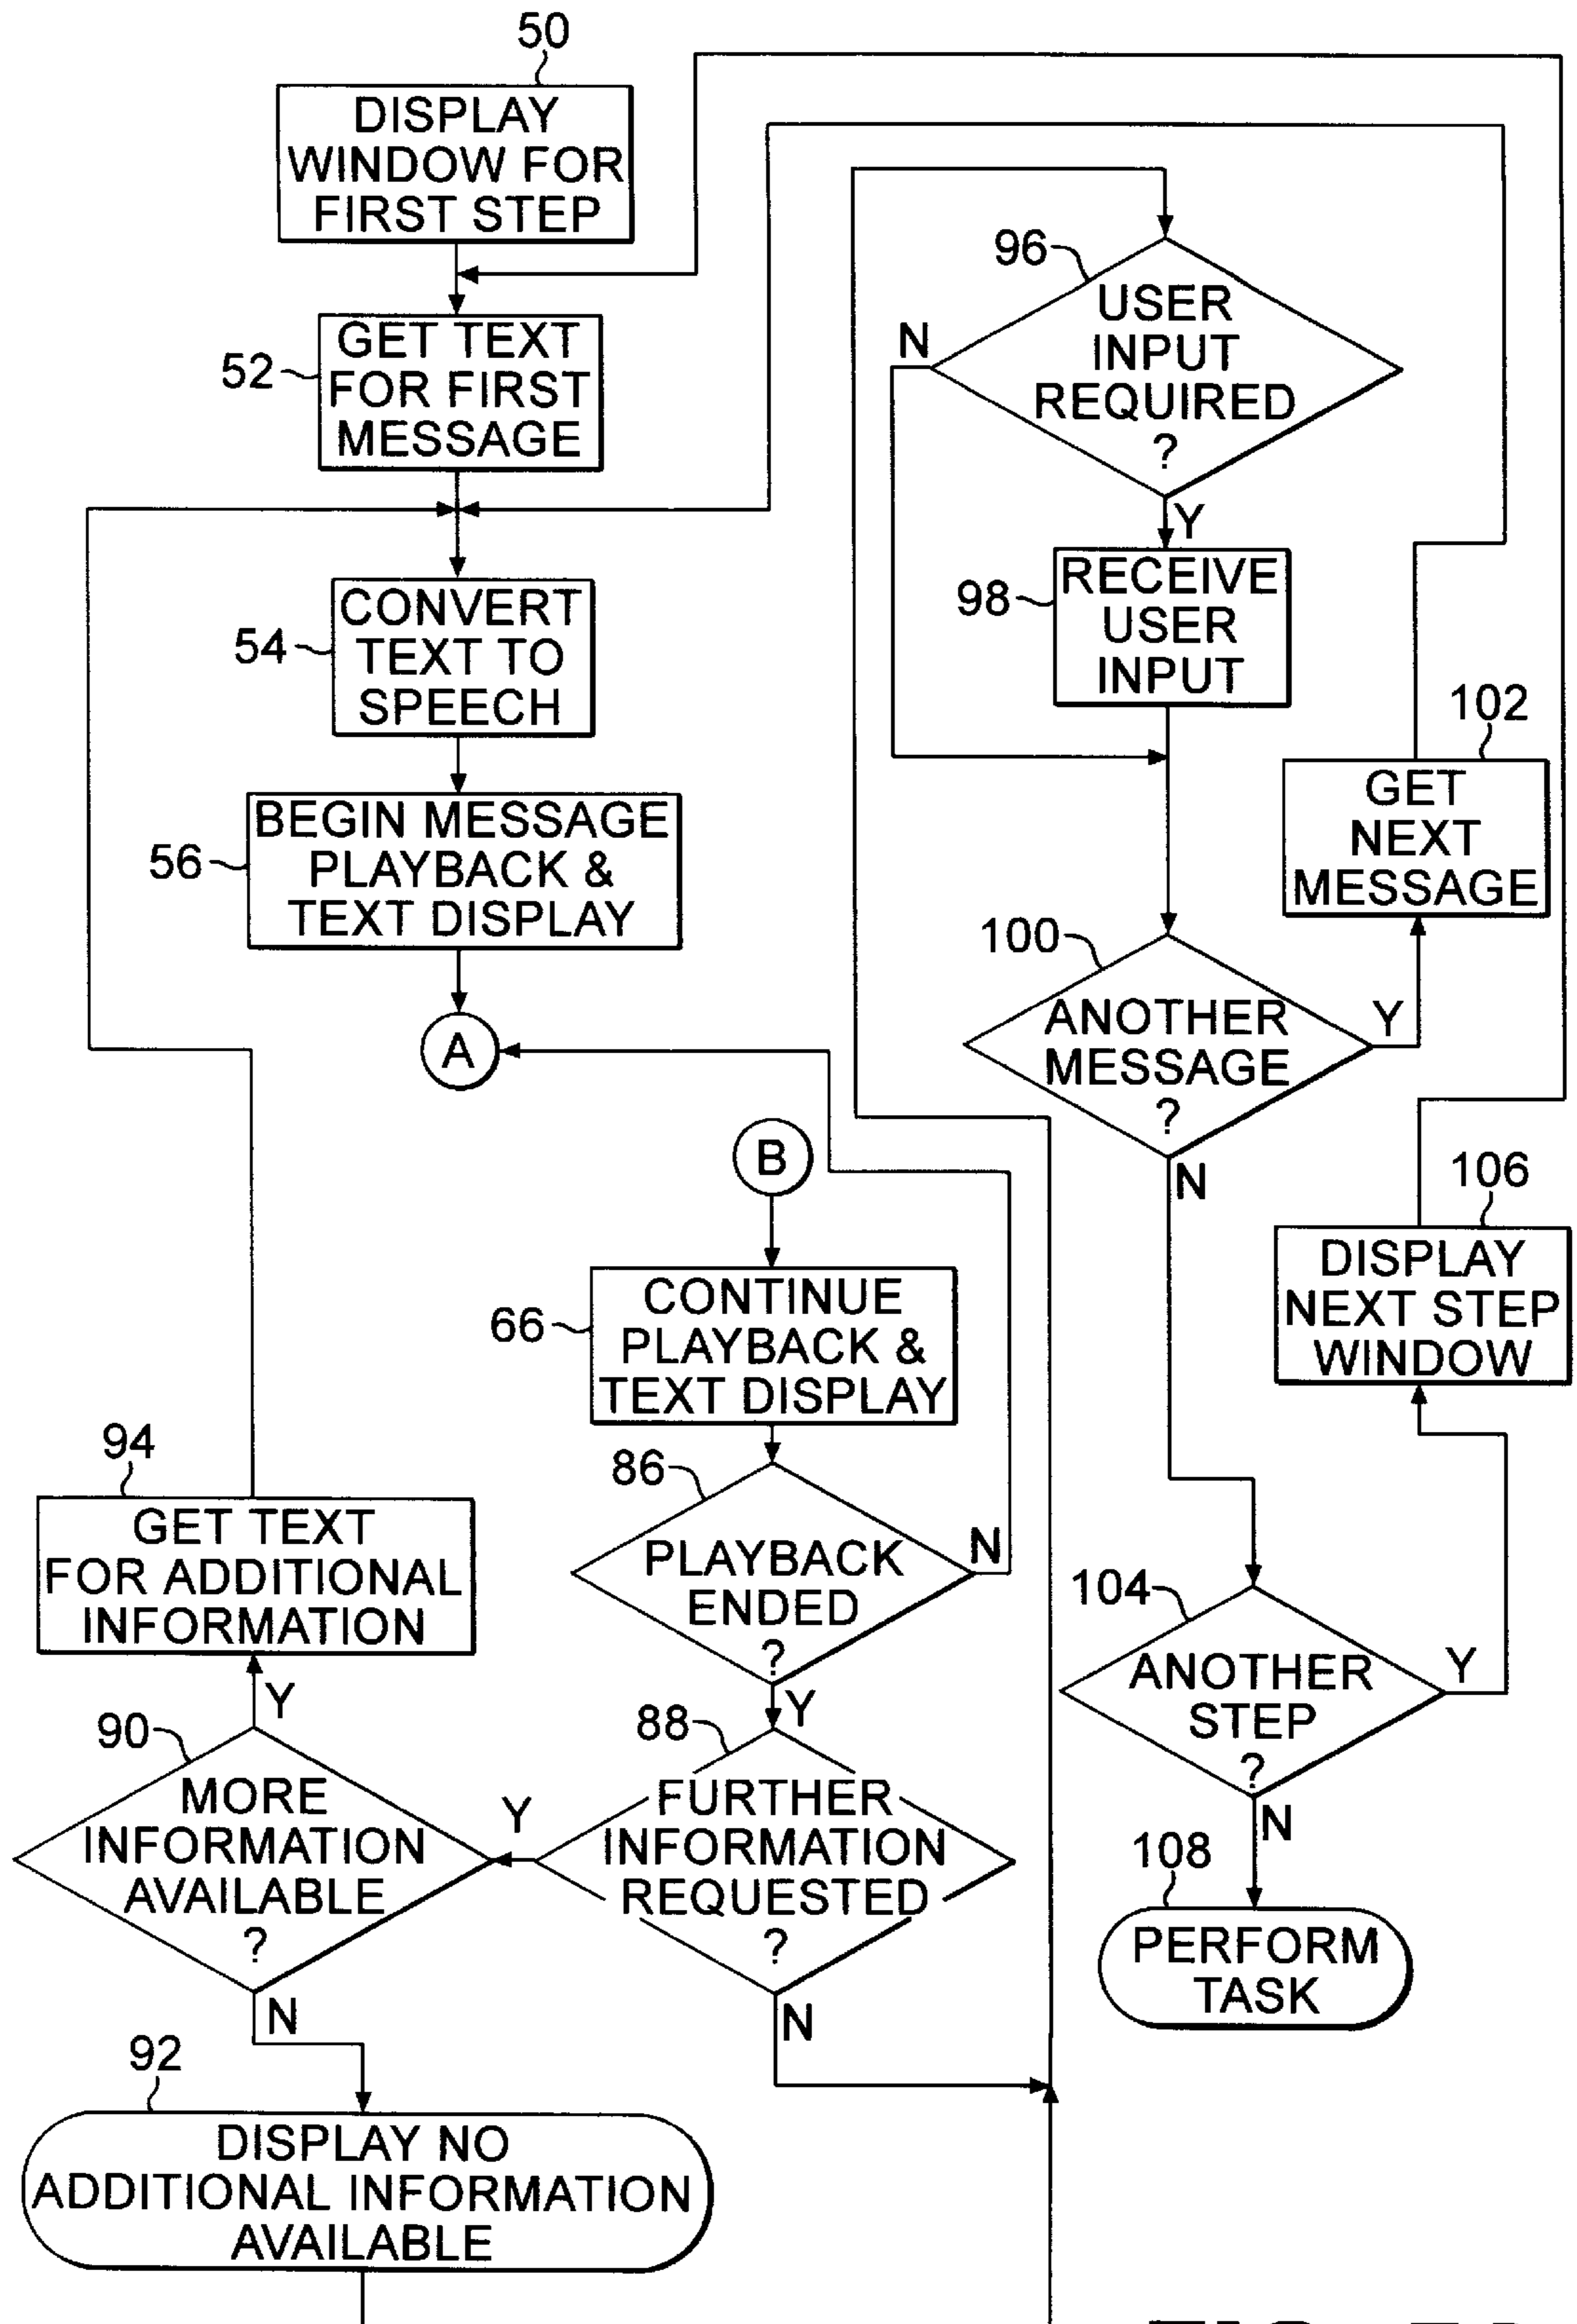 50
DISPLAY
WINDOW FOR
FIRST STEP
52
GET TEXT
FOR FIRST
MESSAGE
54
CONVERT
TEXT TO
SPEECH
56
BEGIN MESSAGE
PLAYBACK &
TEXT DISPLAY
A
B
66
CONTINUE
PLAYBACK &
TEXT DISPLAY
86
PLAYBACK
ENDED
?
N
Y
88
FURTHER
INFORMATION
REQUESTED
?
Y
N
90
MORE
INFORMATION
AVAILABLE
?
Y
N
94
GET TEXT
FOR ADDITIONAL
INFORMATION
92
DISPLAY NO
ADDITIONAL INFORMATION
AVAILABLE
96
USER
INPUT
REQUIRED
?
N
Y
98
RECEIVE
USER
INPUT
100
ANOTHER
MESSAGE
?
Y
N
102
GET
NEXT
MESSAGE
104
ANOTHER
STEP
?
Y
N
106
DISPLAY
NEXT STEP
WINDOW
108
PERFORM
TASK